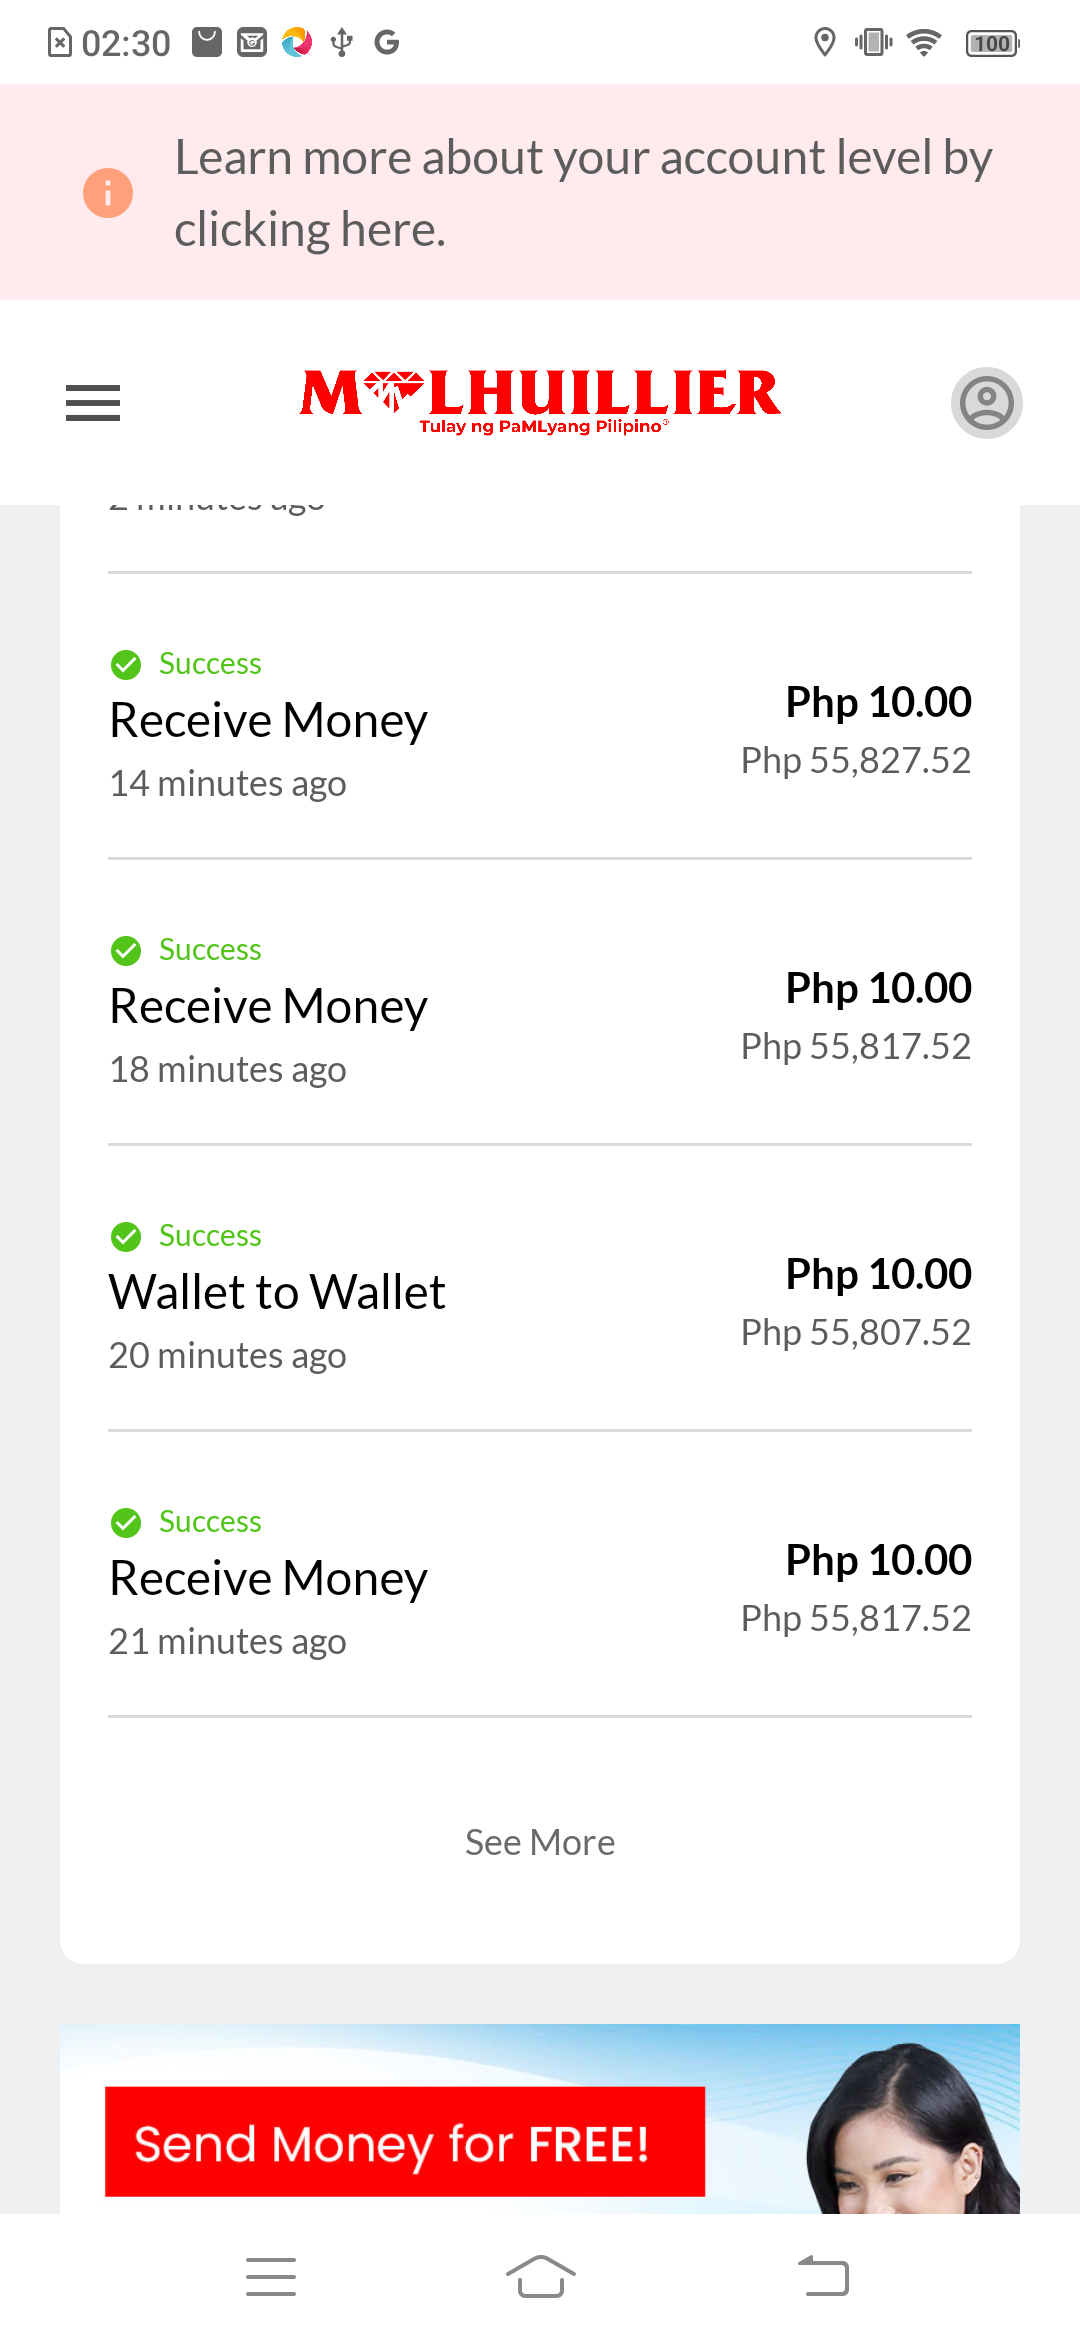 02:30
100
Learn more about your account level by
clicking here.
M LHUILLIER
Tulay ng PaMLyang Pilipino®
2 minutes ago
Success
Receive Money
Php 10.00
14 minutes ago
Php 55,827.52
Success
Receive Money
Php 10.00
18 minutes ago
Php 55,817.52
Success
Wallet to Wallet
Php 10.00
20 minutes ago
Php 55,807.52
Success
Receive Money
Php 10.00
21 minutes ago
Php 55,817.52
See More
Send Money for FREE!